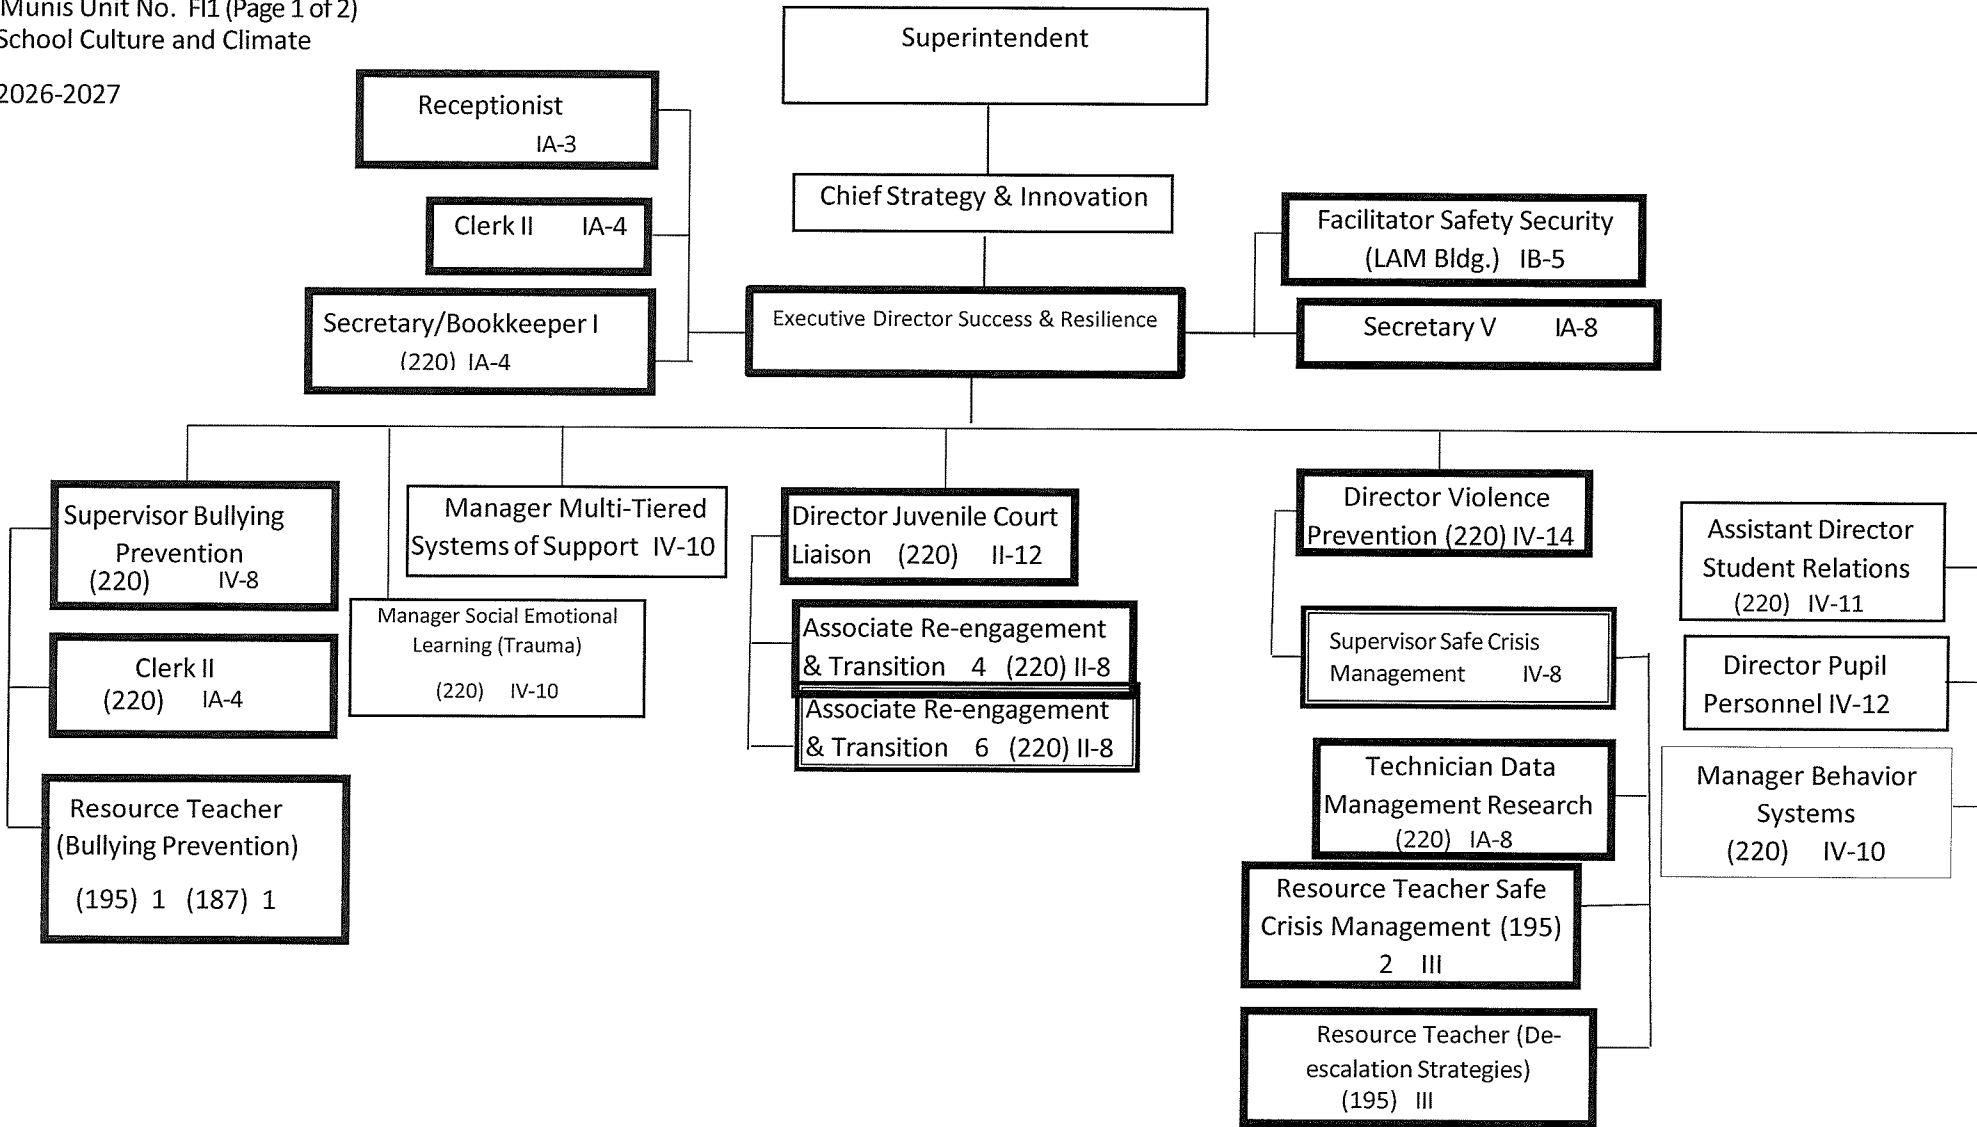 Munis Unit No. FI1 (Page 1 of 2)
School Culture and Climate
2026-2027
Superintendent
Receptionist
IA-3
Chief Strategy & Innovation
Clerk II IA-4
Facilitator Safety Security
(LAM Bldg.) IB-5
Secretary/Bookkeeper I
(220) IA-4
Executive Director Success & Resilience
Secretary V IA-8
Supervisor Bullying
Prevention
(220) IV-8
Clerk II
(220) IA-4
Resource Teacher
(Bullying Prevention)
(195) 1 (187) 1
Manager Multi-Tiered
Systems of Support IV-10
Manager Social Emotional
Learning (Trauma)
(220) IV-10
Director Juvenile Court
Liaison (220) II-12
Associate Re-engagement
& Transition 4 (220) II-8
Associate Re-engagement
& Transition 6 (220) II-8
Director Violence
Prevention (220) IV-14
Supervisor Safe Crisis
Management IV-8
Technician Data
Management Research
(220) IA-8
Resource Teacher Safe
Crisis Management (195)
2 III
Resource Teacher (De-
escalation Strategies)
(195) III
Assistant Director
Student Relations
(220) IV-11
Director Pupil
Personnel IV-12
Manager Behavior
Systems
(220) IV-10